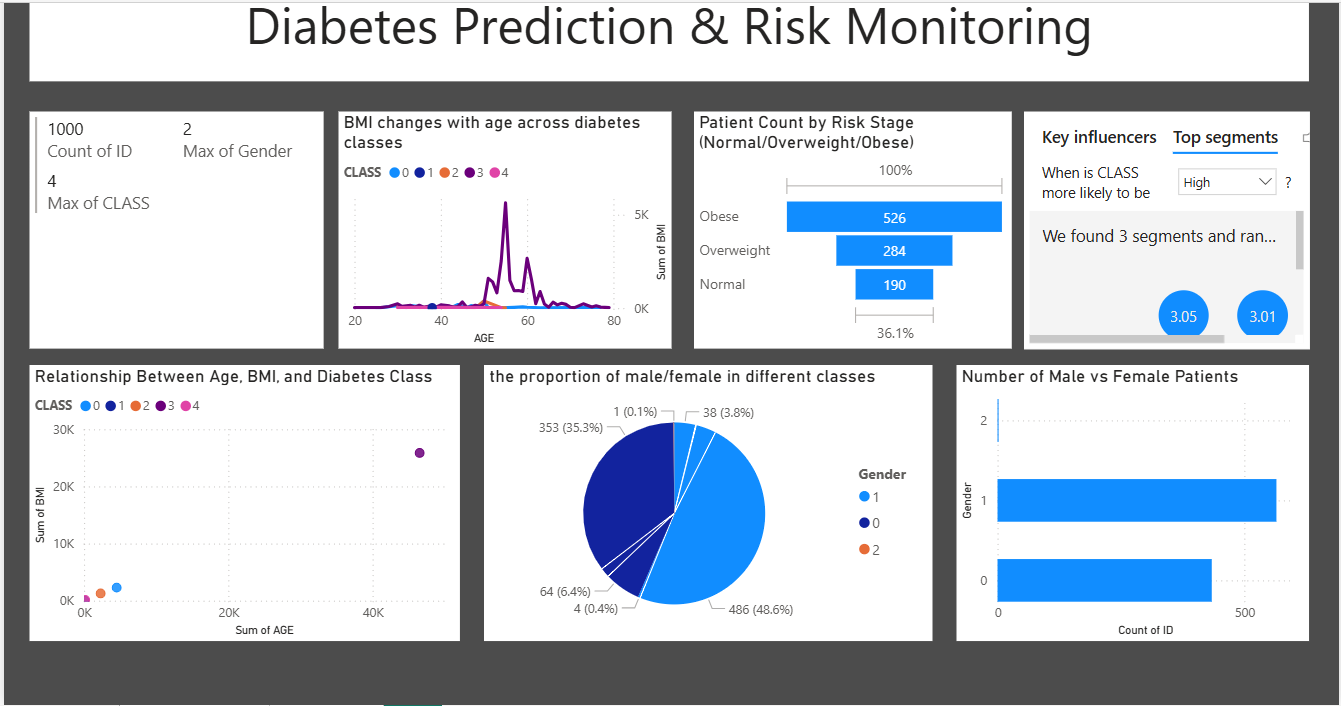 Diabetes Prediction & Risk Monitoring
1000
Count of ID
2
Max of Gender
4
Max of CLASS
BMI changes with age across diabetes
classes
CLASS 0 1 2 3 4
5K
0K
Sum of BMI
20 40 60 80
AGE
Patient Count by Risk Stage
(Normal/Overweight/Obese)
100%
Obese 526
Overweight 284
Normal 190
36.1%
Key influencers Top segments
When is CLASS
more likely to be
High ?
We found 3 segments and ran...
3.05 3.01
Relationship Between Age, BMI, and Diabetes Class
CLASS 0 1 2 3 4
30K
20K
10K
0K
Sum of BMI
0K 20K 40K
Sum of AGE
the proportion of male/female in different classes
1 (0.1%) 38 (3.8%)
353 (35.3%)
64 (6.4%)
4 (0.4%)
486 (48.6%)
Gender
1
0
2
Number of Male vs Female Patients
2
1
0
Gender
0 500
Count of ID